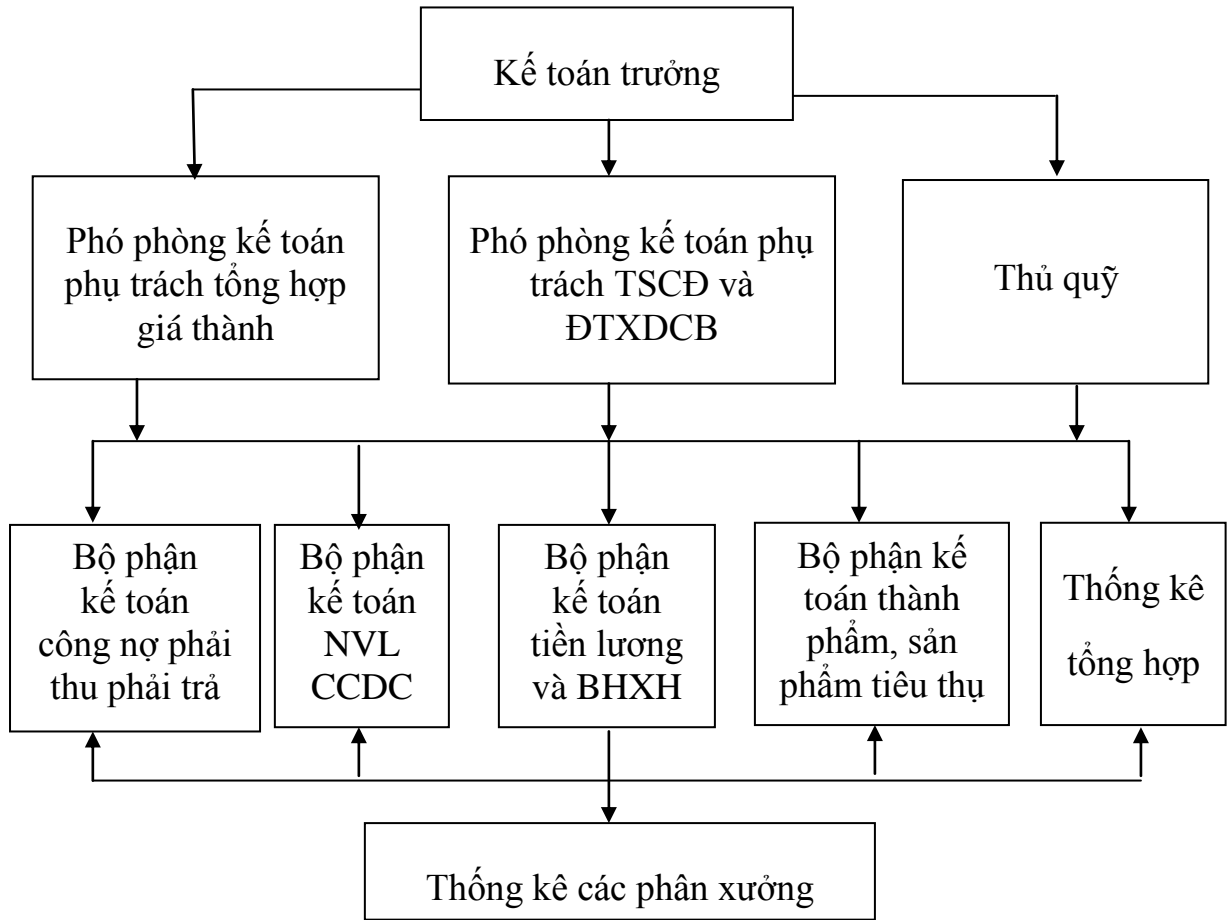 Kế toán trưởng
Phó phòng kế toán
phụ trách tổng hợp
giá thành
Phó phòng kế toán phụ
trách TSCĐ và
ĐTXDCB
Thủ quỹ
Bộ phận
kế toán
công nợ phải
thu phải trả
Bộ phận
kế toán
NVL
CCDC
Bộ phận
kế toán
tiền lương
và BHXH
Bộ phận kế
toán thành
phẩm, sản
phẩm tiêu thụ
Thống kê
tổng hợp
Thống kê các phân xưởng